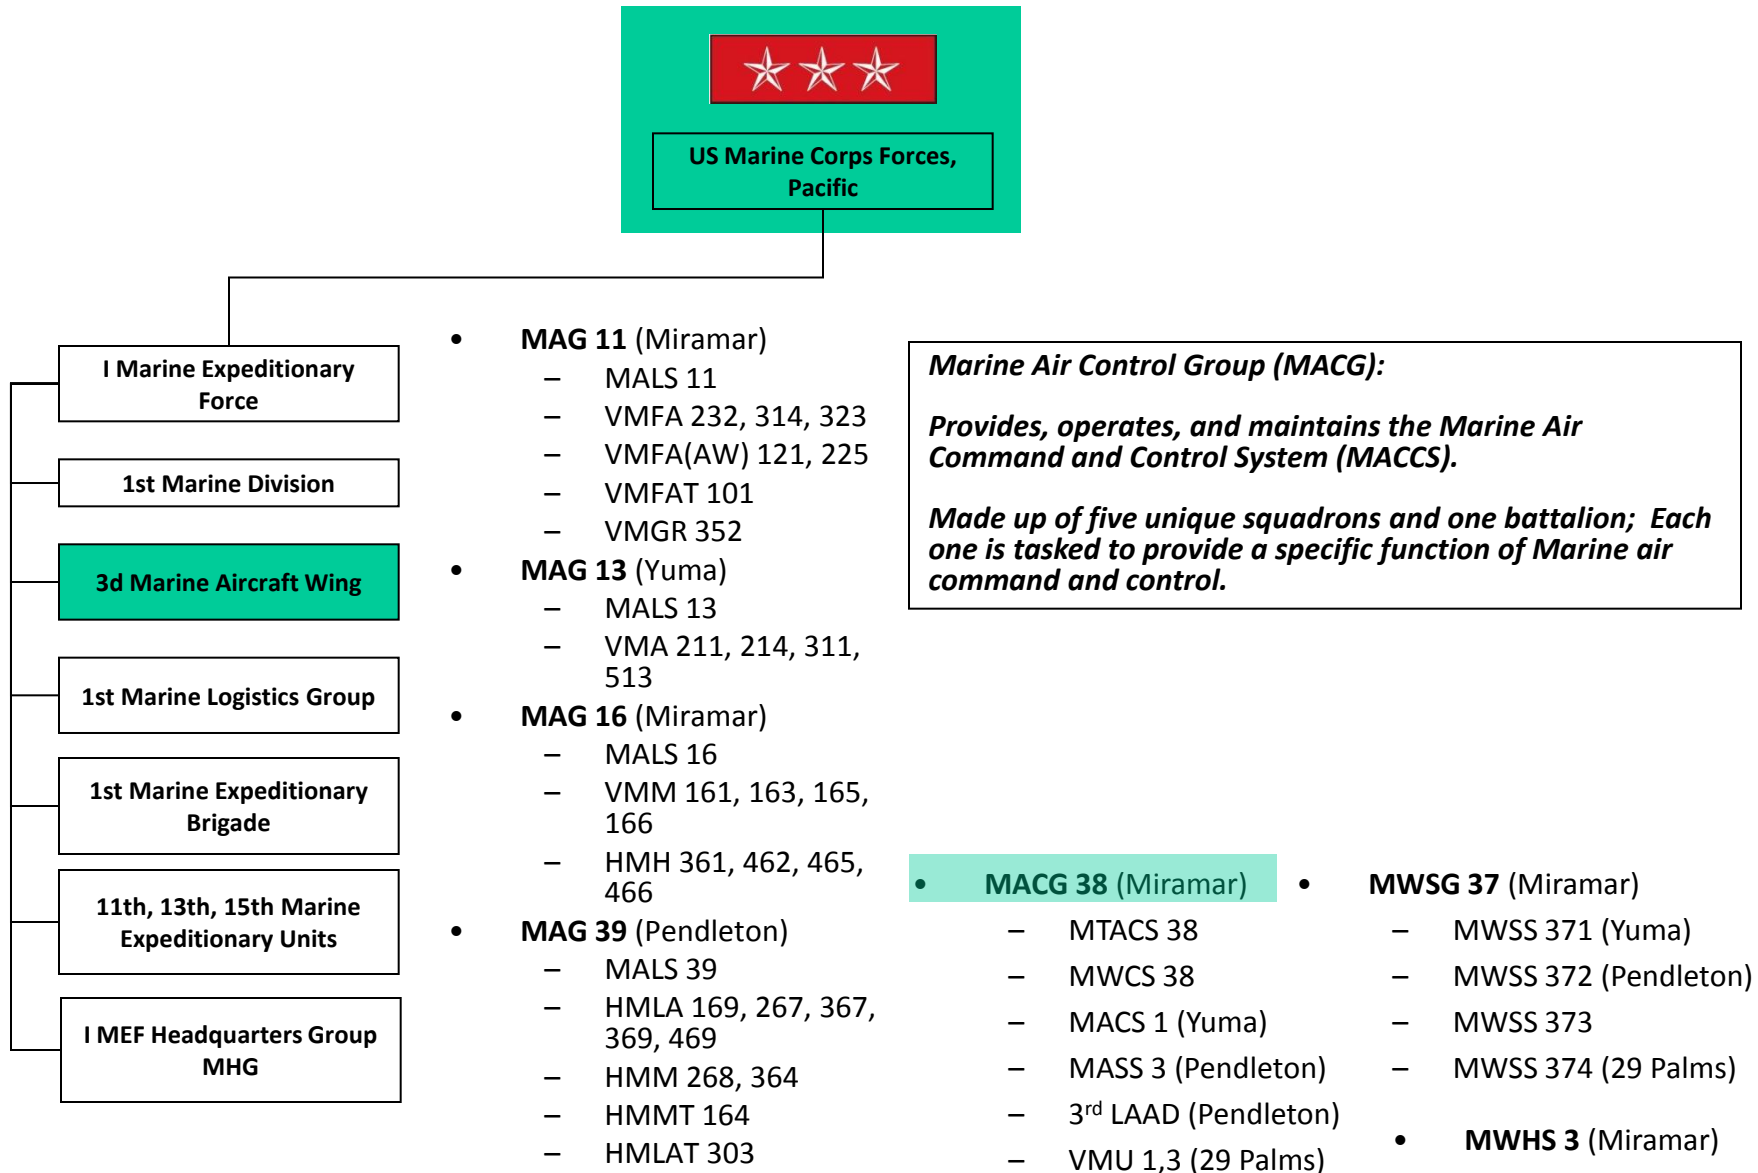 US Marine Corps Forces,
Pacific
I Marine Expeditionary
Force
1st Marine Division
3d Marine Aircraft Wing
1st Marine Logistics Group
1st Marine Expeditionary
Brigade
11th, 13th, 15th Marine
Expeditionary Units
I MEF Headquarters Group
MHG
• MAG 11 (Miramar)
– MALS 11
– VMFA 232, 314, 323
– VMFA(AW) 121, 225
– VMFAT 101
– VMGR 352
• MAG 13 (Yuma)
– MALS 13
– VMA 211, 214, 311,
513
• MAG 16 (Miramar)
– MALS 16
– VMM 161, 163, 165,
166
– HMH 361, 462, 465,
466
• MAG 39 (Pendleton)
– MALS 39
– HMLA 169, 267, 367,
369, 469
– HMM 268, 364
– HMMT 164
– HMLAT 303
Marine Air Control Group (MACG):
Provides, operates, and maintains the Marine Air
Command and Control System (MACCS).
Made up of five unique squadrons and one battalion; Each
one is tasked to provide a specific function of Marine air
command and control.
• MACG 38 (Miramar)
– MTACS 38
– MWCS 38
– MACS 1 (Yuma)
– MASS 3 (Pendleton)
– 3rd LAAD (Pendleton)
– VMU 1,3 (29 Palms)
• MWSG 37 (Miramar)
– MWSS 371 (Yuma)
– MWSS 372 (Pendleton)
– MWSS 373
– MWSS 374 (29 Palms)
• MWHS 3 (Miramar)